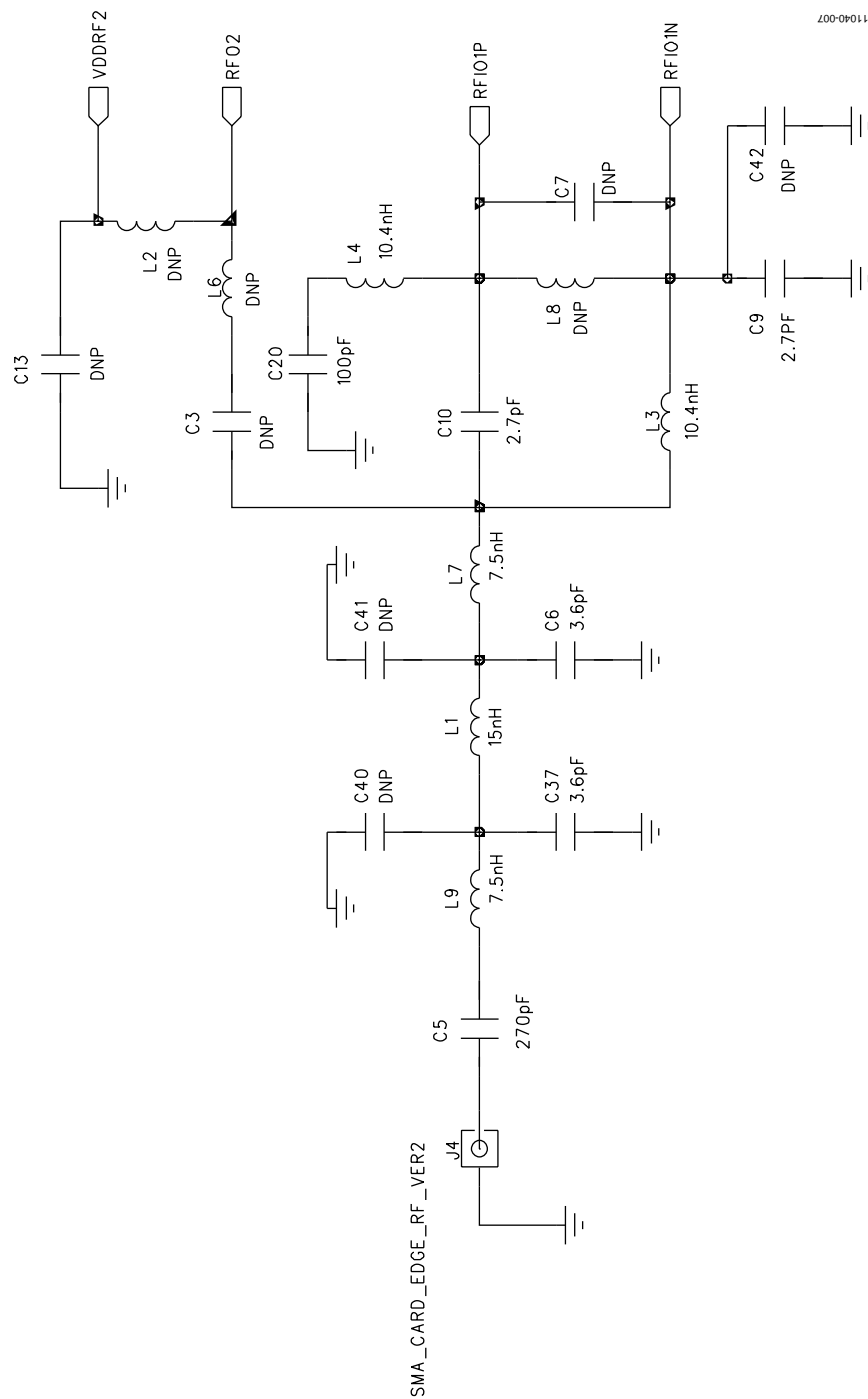 11040-007
VDDRF2
RFO2
L2
DNP
L6
DNP
C13
DNP
C3
DNP
L4
10.4nH
C20
100pF
RFIO1P
C7
DNP
L8
DNP
RFIO1N
C42
DNP
C9
2.7PF
C10
2.7pF
L3
10.4nH
L7
7.5nH
C41
DNP
C6
3.6pF
L1
15nH
C40
DNP
C37
3.6pF
L9
7.5nH
C5
270pF
J4
SMA_CARD_EDGE_RF_VER2